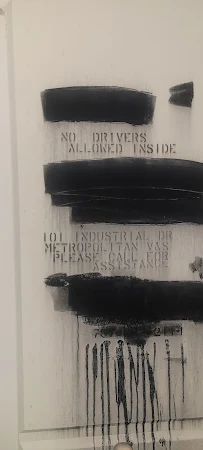 NO DRIVERS
ALLOWED INSIDE
101 INDUSTRIAL DR
METROPOLITAN VAS
PLEASE CALL FOR
ASSISTANCE